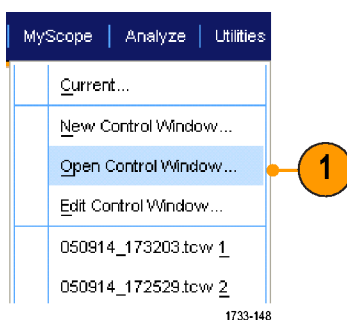 MyScope | Analyze | Utilities
Current...
New Control Window...
Open Control Window...
1
Edit Control Window...
050914_173203.tcw 1
050914_172529.tcw 2
1733-148